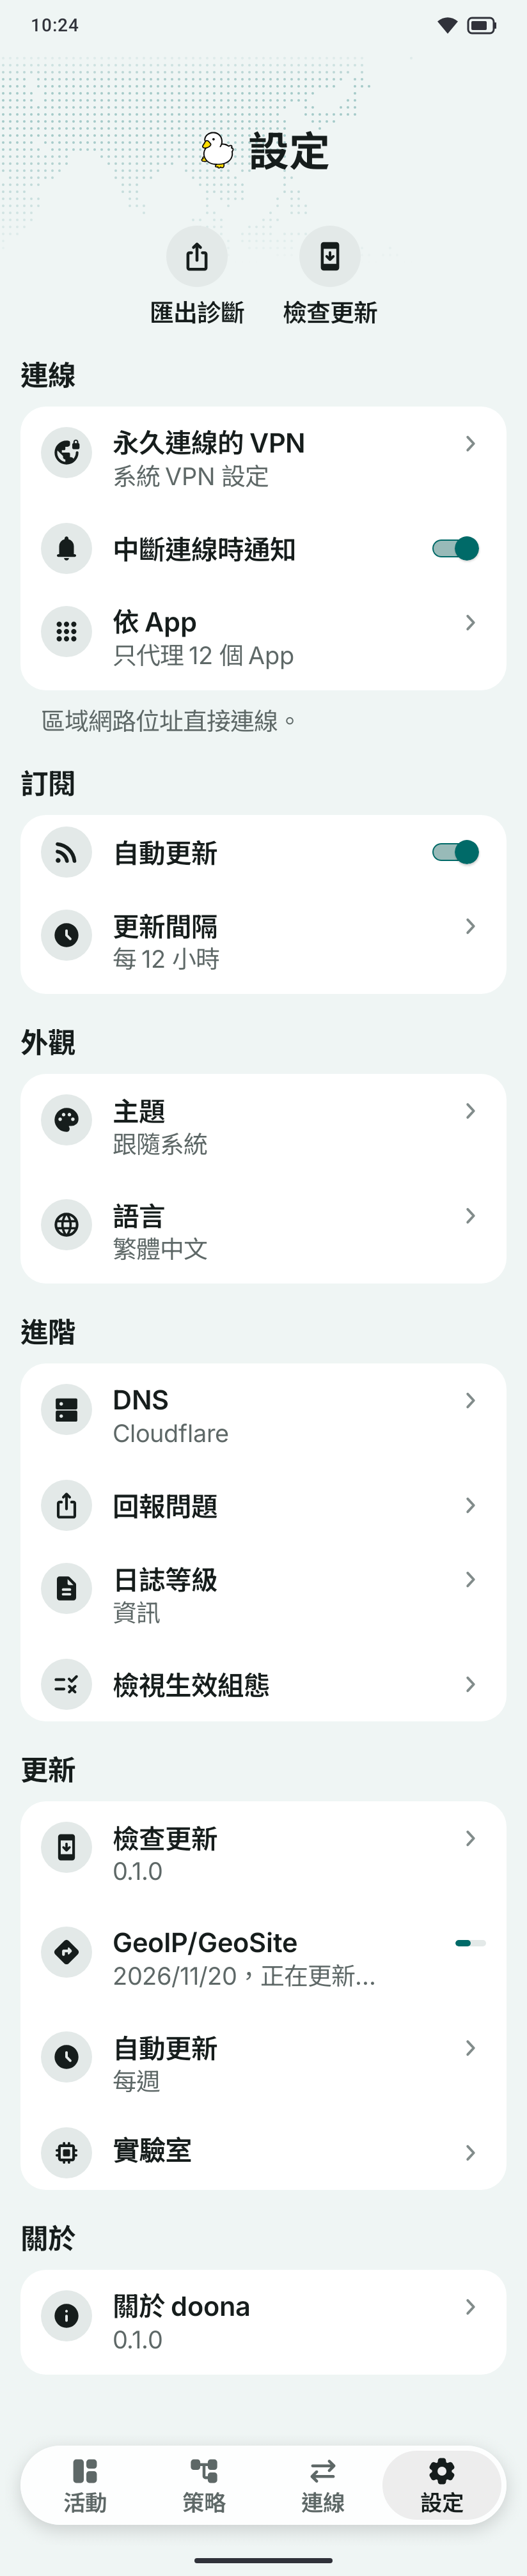 10:24
設定
匯出診斷
檢查更新
連線
永久連線的 VPN
系統 VPN 設定
中斷連線時通知
依 App
只代理 12 個 App
區域網路位址直接連線。
訂閱
自動更新
更新間隔
每 12 小時
外觀
主題
跟隨系統
語言
繁體中文
進階
DNS
Cloudflare
回報問題
日誌等級
資訊
檢視生效組態
更新
檢查更新
0.1.0
GeoIP/GeoSite
2026/11/20，正在更新…
自動更新
每週
實驗室
關於
關於 doona
0.1.0
活動
策略
連線
設定